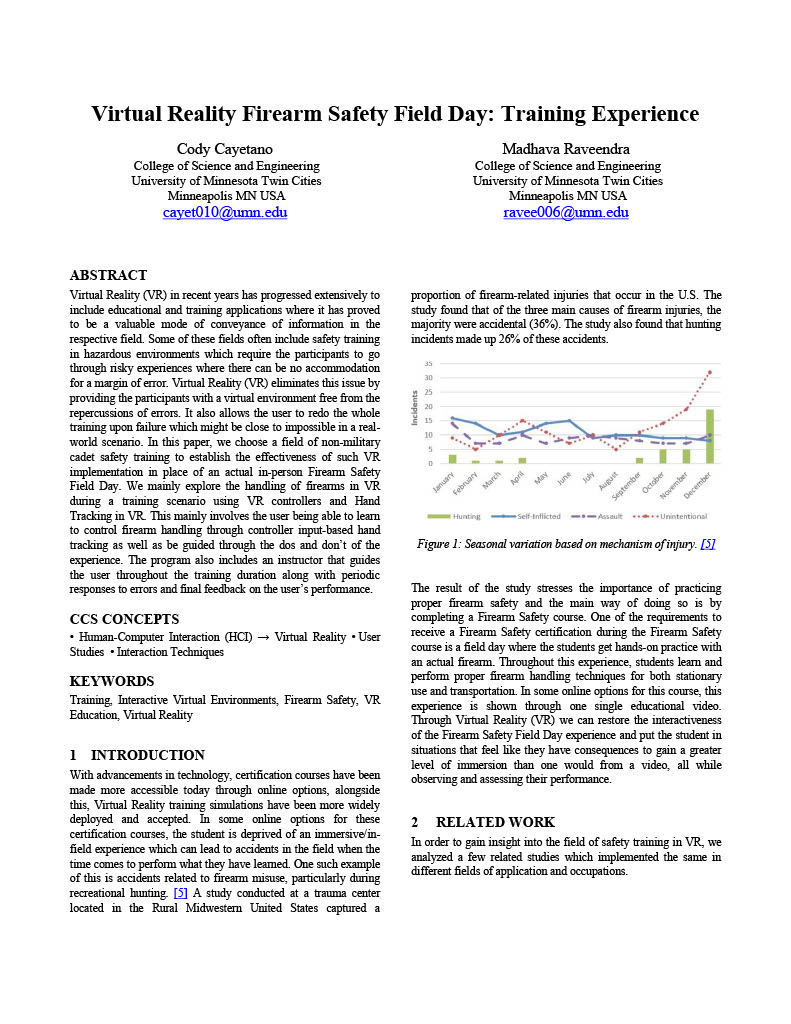 Virtual Reality Firearm Safety Field Day: Training Experience
Cody Cayetano
College of Science and Engineering
University of Minnesota Twin Cities
Minneapolis MN USA
cayet010@umn.edu
Madhava Raveendra
College of Science and Engineering
University of Minnesota Twin Cities
Minneapolis MN USA
ravee006@umn.edu
ABSTRACT
Virtual Reality (VR) in recent years has progressed extensively to
include educational and training applications where it has proved
to be a valuable mode of conveyance of information in the
respective field. Some of these fields often include safety training
in hazardous environments which require the participants to go
through risky experiences where there can be no accommodation
for a margin of error. Virtual Reality (VR) eliminates this issue by
providing the participants with a virtual environment free from the
repercussions of errors. It also allows the user to redo the whole
training upon failure which might be close to impossible in a real-
world scenario. In this paper, we choose a field of non-military
cadet safety training to establish the effectiveness of such VR
implementation in place of an actual in-person Firearm Safety
Field Day. We mainly explore the handling of firearms in VR
during a training scenario using VR controllers and Hand
Tracking in VR. This mainly involves the user being able to learn
to control firearm handling through controller input-based hand
tracking as well as be guided through the dos and don't of the
experience. The program also includes an instructor that guides
the user throughout the training duration along with periodic
responses to errors and final feedback on the user's performance.
CCS CONCEPTS
• Human-Computer Interaction (HCI) → Virtual Reality • User
Studies • Interaction Techniques
KEYWORDS
Training, Interactive Virtual Environments, Firearm Safety, VR
Education, Virtual Reality
1 INTRODUCTION
With advancements in technology, certification courses have been
made more accessible today through online options, alongside
this, Virtual Reality training simulations have been more widely
deployed and accepted. In some online options for these
certification courses, the student is deprived of an immersive/in-
field experience which can lead to accidents in the field when the
time comes to perform what they have learned. One such example
of this is accidents related to firearm misuse, particularly during
recreational hunting. [5] A study conducted at a trauma center
located in the Rural Midwestern United States captured a
proportion of firearm-related injuries that occur in the U.S. The
study found that of the three main causes of firearm injuries, the
majority were accidental (36%). The study also found that hunting
incidents made up 26% of these accidents.
35
30
25
20
15
10
5
0
Incidents
January
February
March
April
May
June
July
August
September
October
November
December
Hunting Self-Inflicted Assault Unintentional
Figure 1: Seasonal variation based on mechanism of injury. [5]
The result of the study stresses the importance of practicing
proper firearm safety and the main way of doing so is by
completing a Firearm Safety course. One of the requirements to
receive a Firearm Safety certification during the Firearm Safety
course is a field day where the students get hands-on practice with
an actual firearm. Throughout this experience, students learn and
perform proper firearm handling techniques for both stationary
use and transportation. In some online options for this course, this
experience is shown through one single educational video.
Through Virtual Reality (VR) we can restore the interactiveness
of the Firearm Safety Field Day experience and put the student in
situations that feel like they have consequences to gain a greater
level of immersion than one would from a video, all while
observing and assessing their performance.
2 RELATED WORK
In order to gain insight into the field of safety training in VR, we
analyzed a few related studies which implemented the same in
different fields of application and occupations.